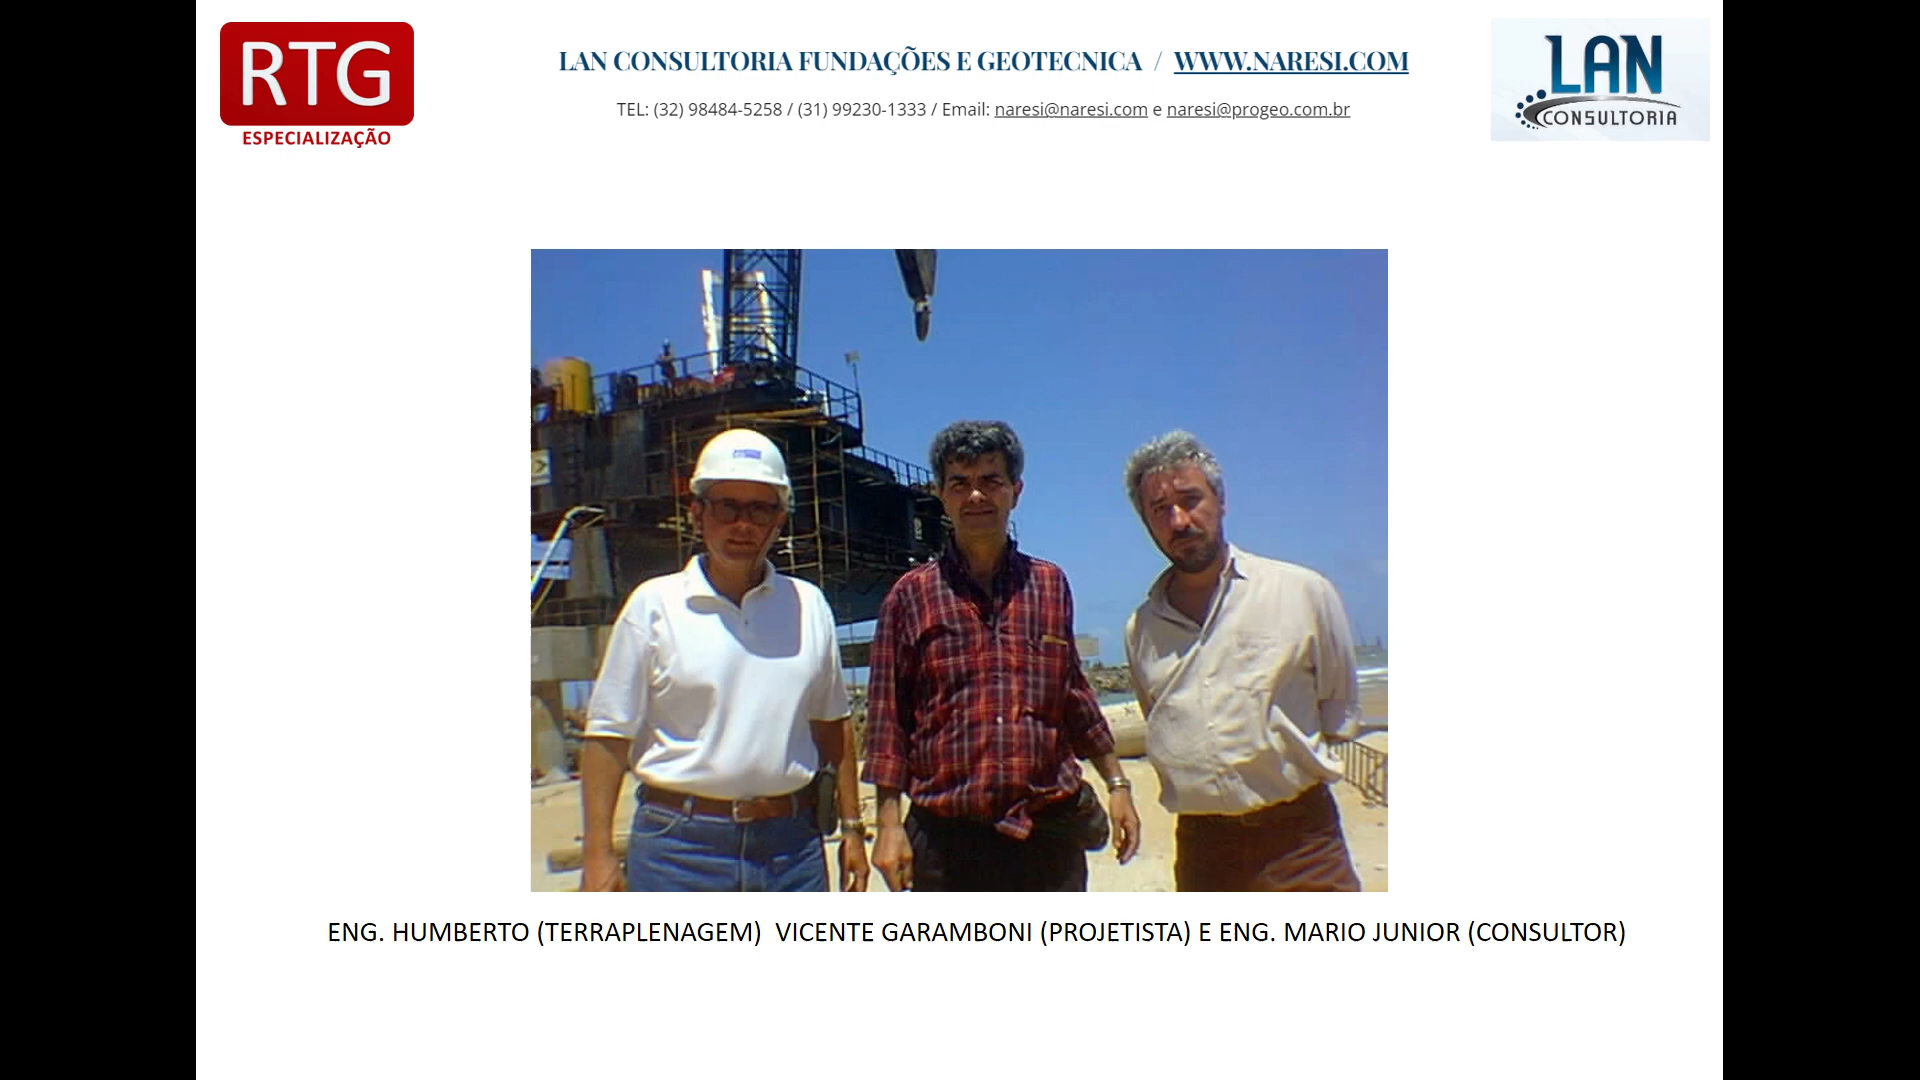 RTG
ESPECIALIZAÇÃO
LAN CONSULTORIA FUNDAÇÕES E GEOTECNICA / WWW.NARESI.COM
TEL: (32) 98484-5258 / (31) 99230-1333 / Email: naresi@naresi.com e naresi@progeo.com.br
LAN
CONSULTORIA
ENG. HUMBERTO (TERRAPLENAGEM) VICENTE GARAMBONI (PROJETISTA) E ENG. MARIO JUNIOR (CONSULTOR)